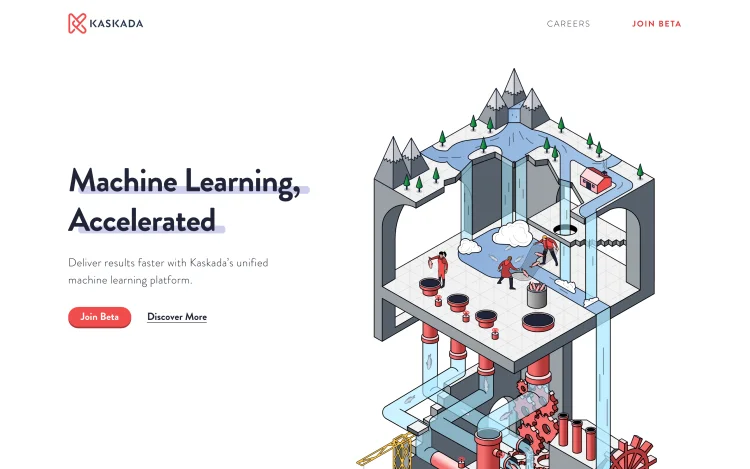 KASKADA
CAREERS
JOIN BETA
Machine Learning,
Accelerated
Deliver results faster with Kaskada's unified
machine learning platform.
Join Beta
Discover More